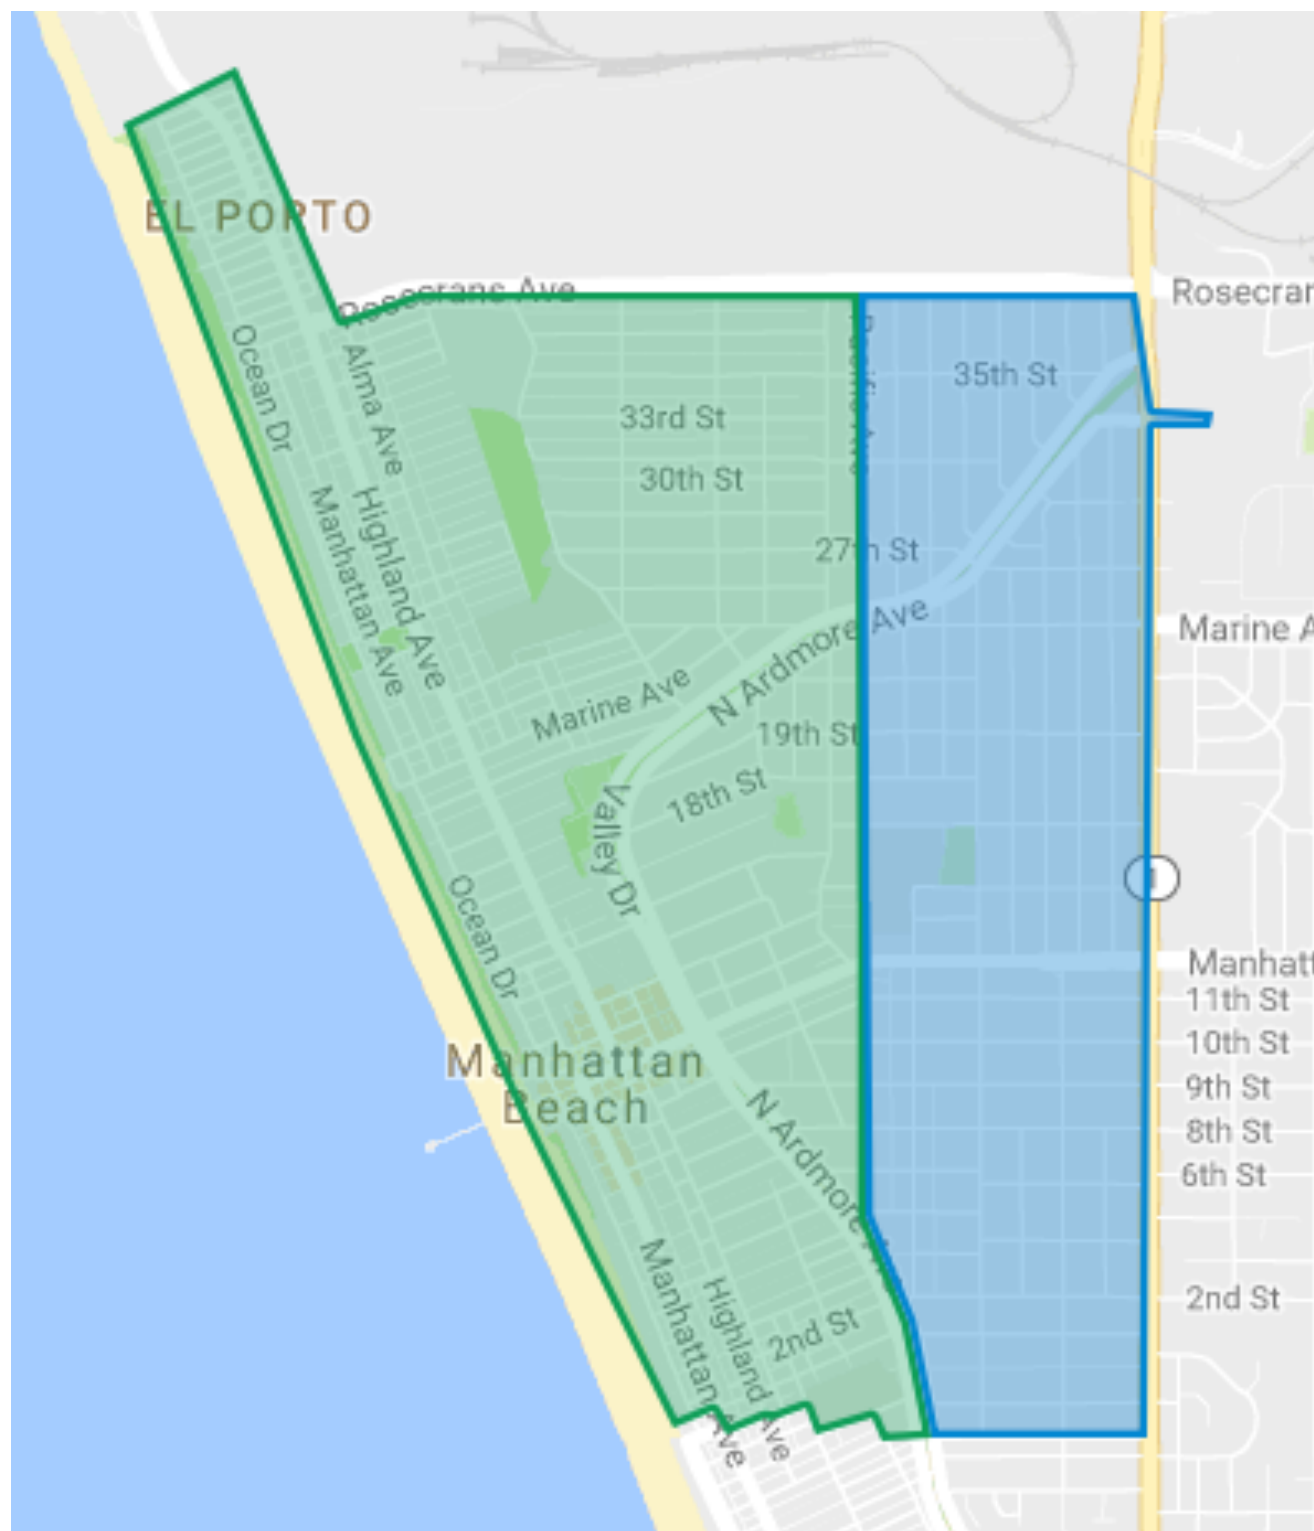 EL PORTO
Rosecrans Ave
Rosecrar
Ocean Dr
Alma Ave
35th St
33rd St
30th St
Manhattan Ave
Highland Ave
27th St
N Ardmore Ave
Marine A
Marine Ave
19th St
18th St
Valley Dr
Ocean Dr
Manhatt
11th St
10th St
Manhattan
Beach
9th St
8th St
N Ardmore A
6th St
Manhattan Ave
Highland Ave
2nd St
2nd St